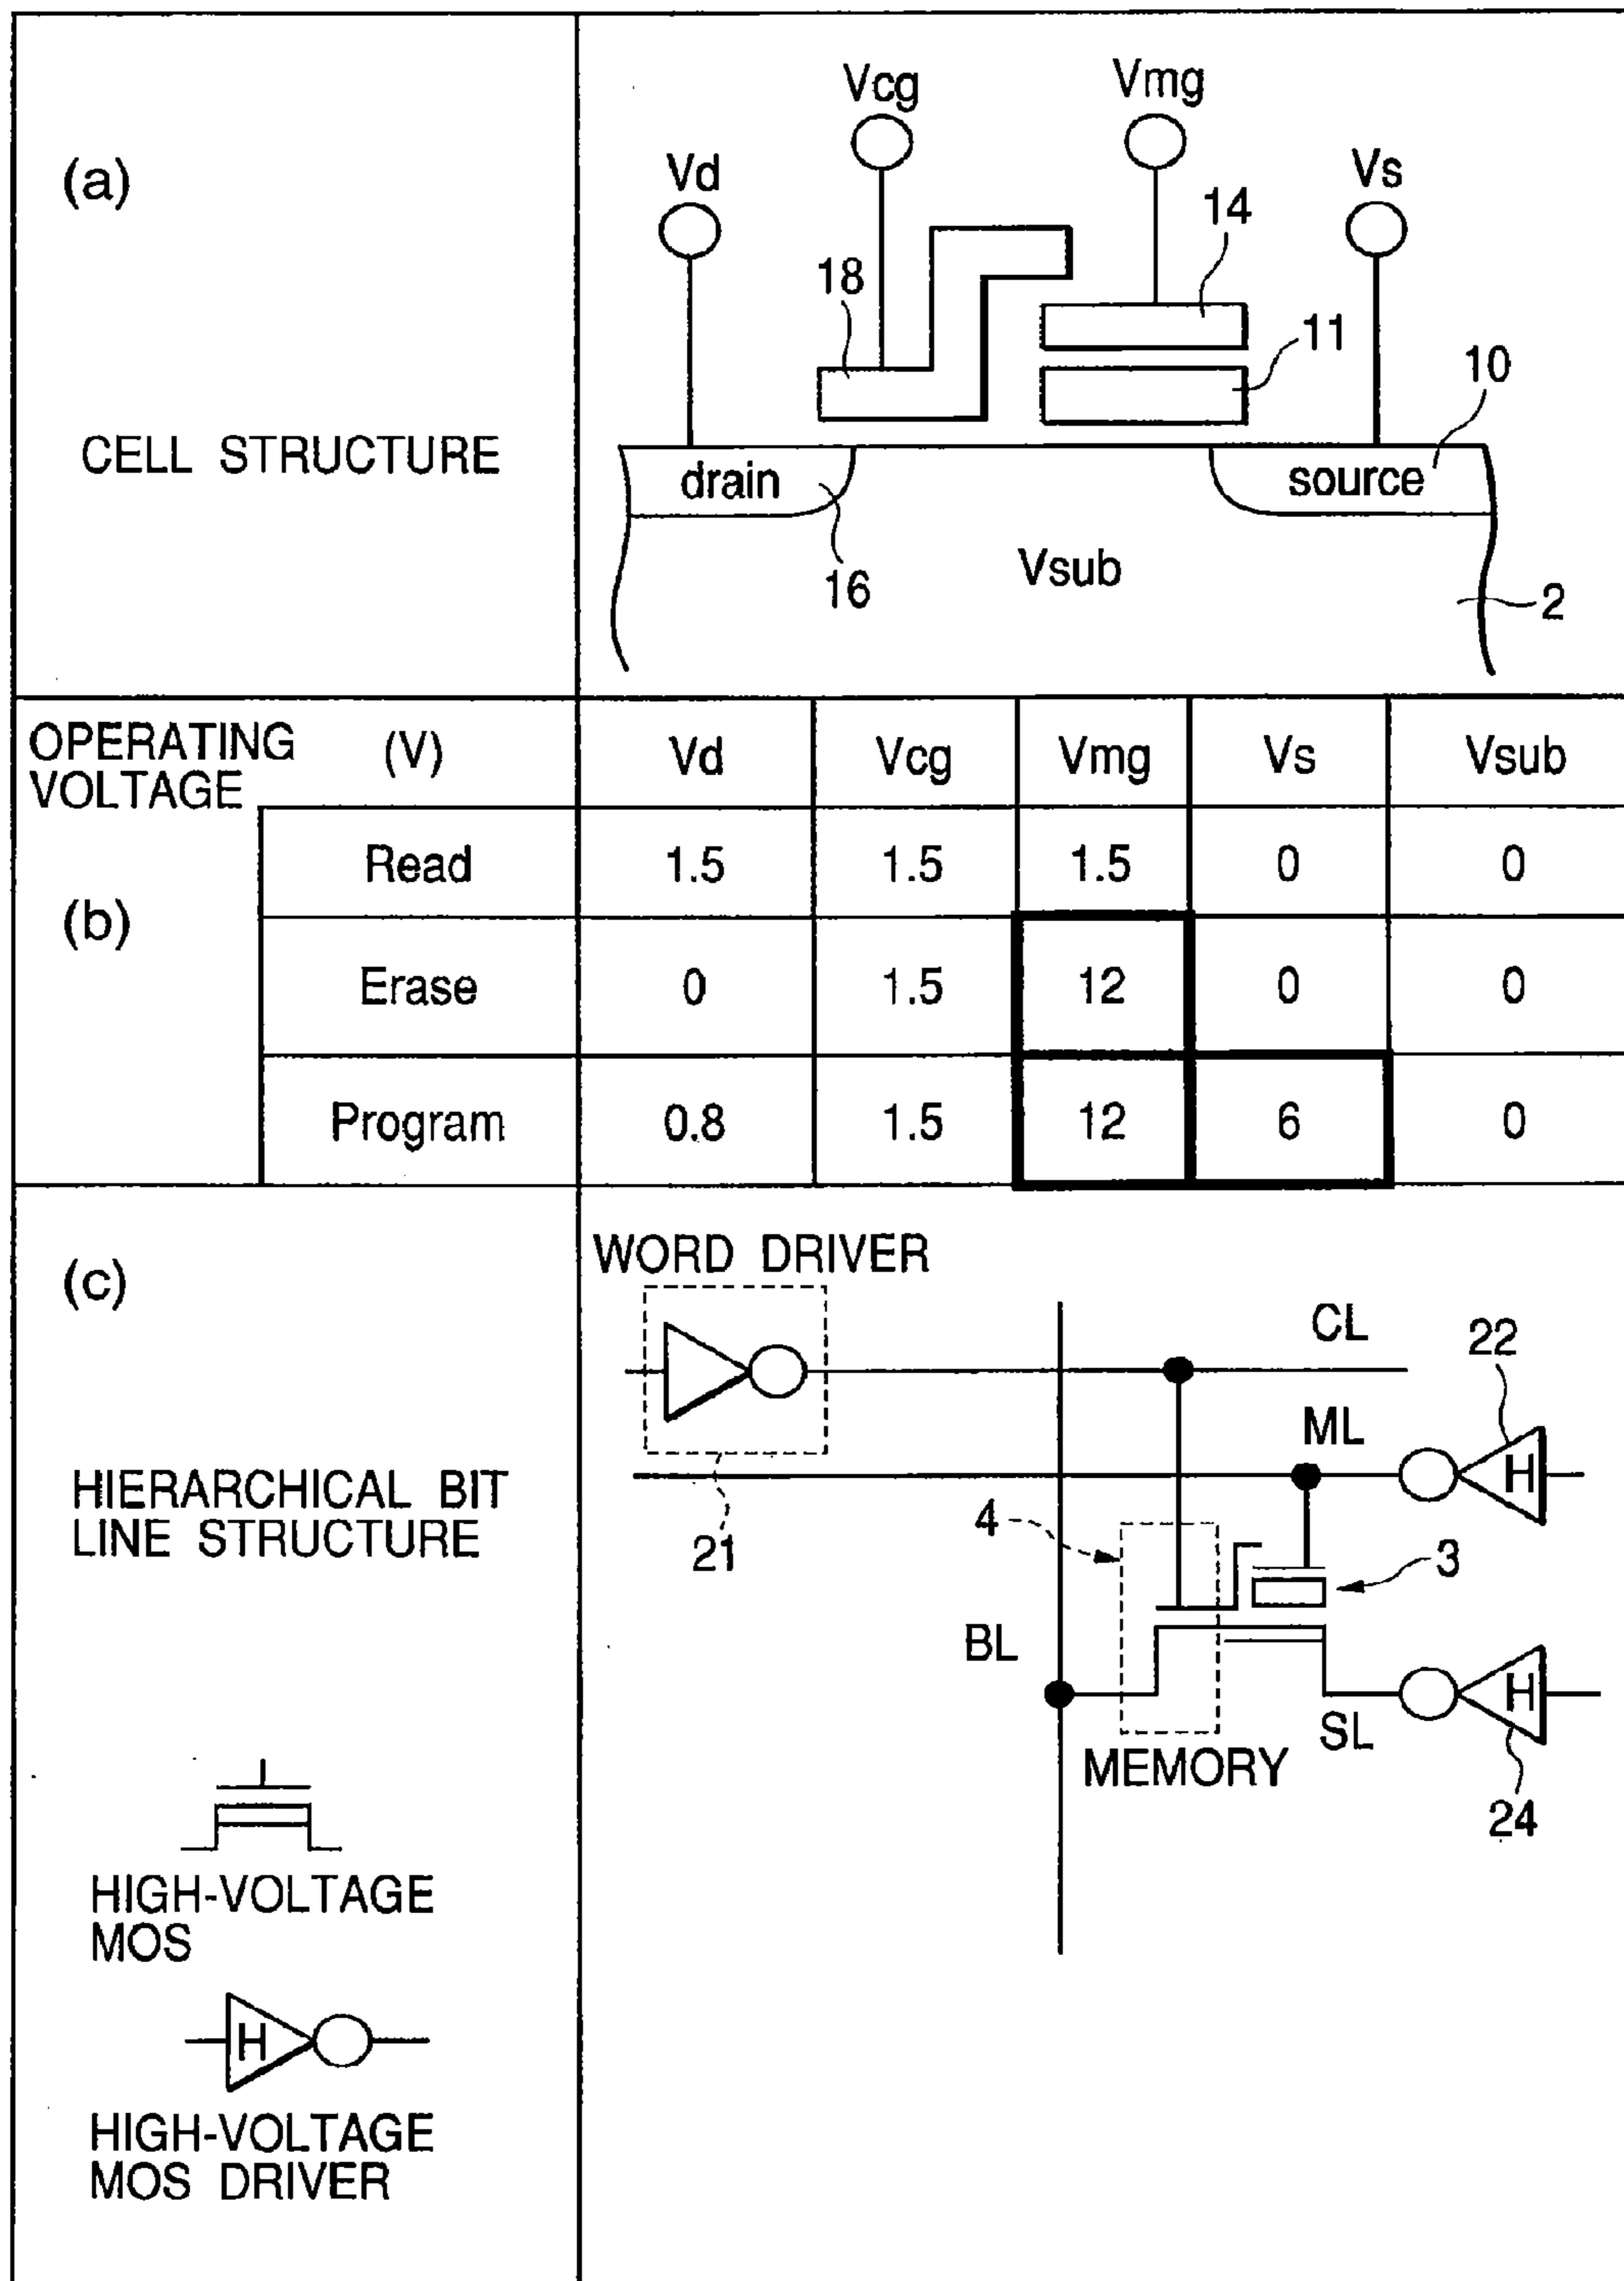 (a)
CELL STRUCTURE
Vd
Vcg
Vmg
Vs
18
14
11
10
drain
source
16
Vsub
2
OPERATING VOLTAGE (V) Vd Vcg Vmg Vs Vsub
(b)
Read 1.5 1.5 1.5 0 0
Erase 0 1.5 12 0 0
Program 0.8 1.5 12 6 0
(c)
HIERARCHICAL BIT
LINE STRUCTURE
HIGH-VOLTAGE
MOS
H
HIGH-VOLTAGE
MOS DRIVER
WORD DRIVER
21
CL
22
ML
H
4
3
BL
H
SL
MEMORY
24